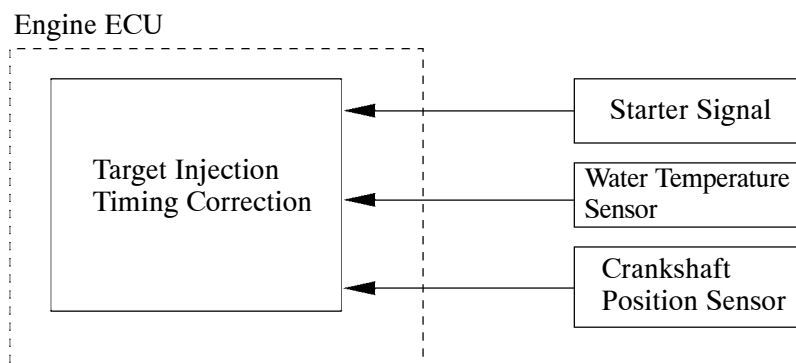 Engine ECU
Target Injection
Timing Correction
Starter Signal
Water Temperature
Sensor
Crankshaft
Position Sensor